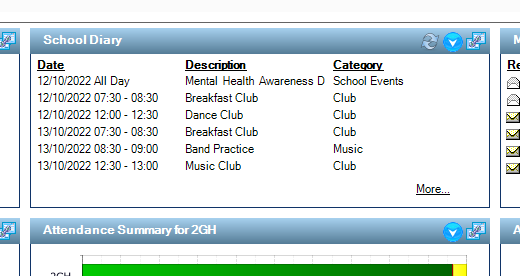 School Diary
M
Date Description Category
Re
12/10/2022 All Day Mental Health Awareness D School Events
12/10/2022 07:30 - 08:30 Breakfast Club Club
12/10/2022 12:00 - 12:30 Dance Club Club
13/10/2022 07:30 - 08:30 Breakfast Club Club
13/10/2022 08:30 - 09:00 Band Practice Music
13/10/2022 12:30 - 13:00 Music Club Club
More...
Attendance Summary for 2GH
A
2GH